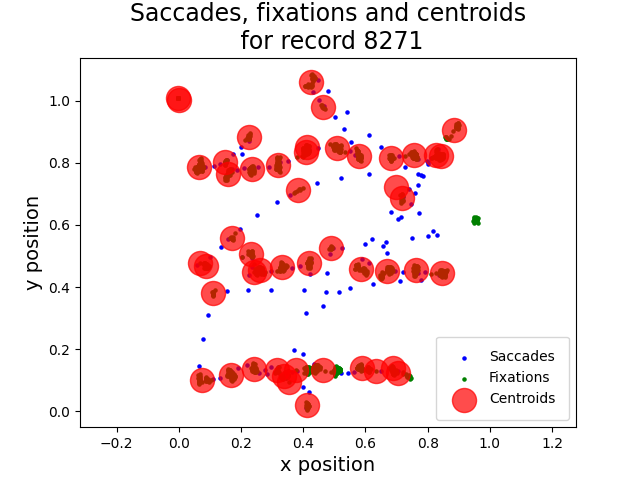 Saccades, fixations and centroids
for record 8271
y position
1.0
0.8
0.6
0.4
0.2
0.0
−0.2
0.0
0.2
0.4
0.6
0.8
1.0
1.2
x position
Saccades
Fixations
Centroids